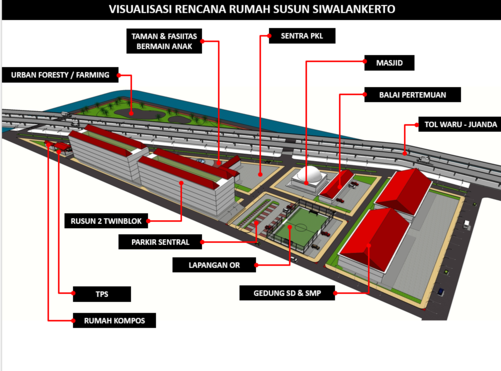 VISUALISASI RENCANA RUMAH SUSUN SIWALANKERTO
TAMAN & FASIITAS
BERMAIN ANAK
SENTRA PKL
MASJID
URBAN FORESTY / FARMING
BALAI PERTEMUAN
TOL WARU - JUANDA
RUSUN 2 TWINBLOK
PARKIR SENTRAL
LAPANGAN OR
TPS
GEDUNG SD & SMP
RUMAH KOMPOS